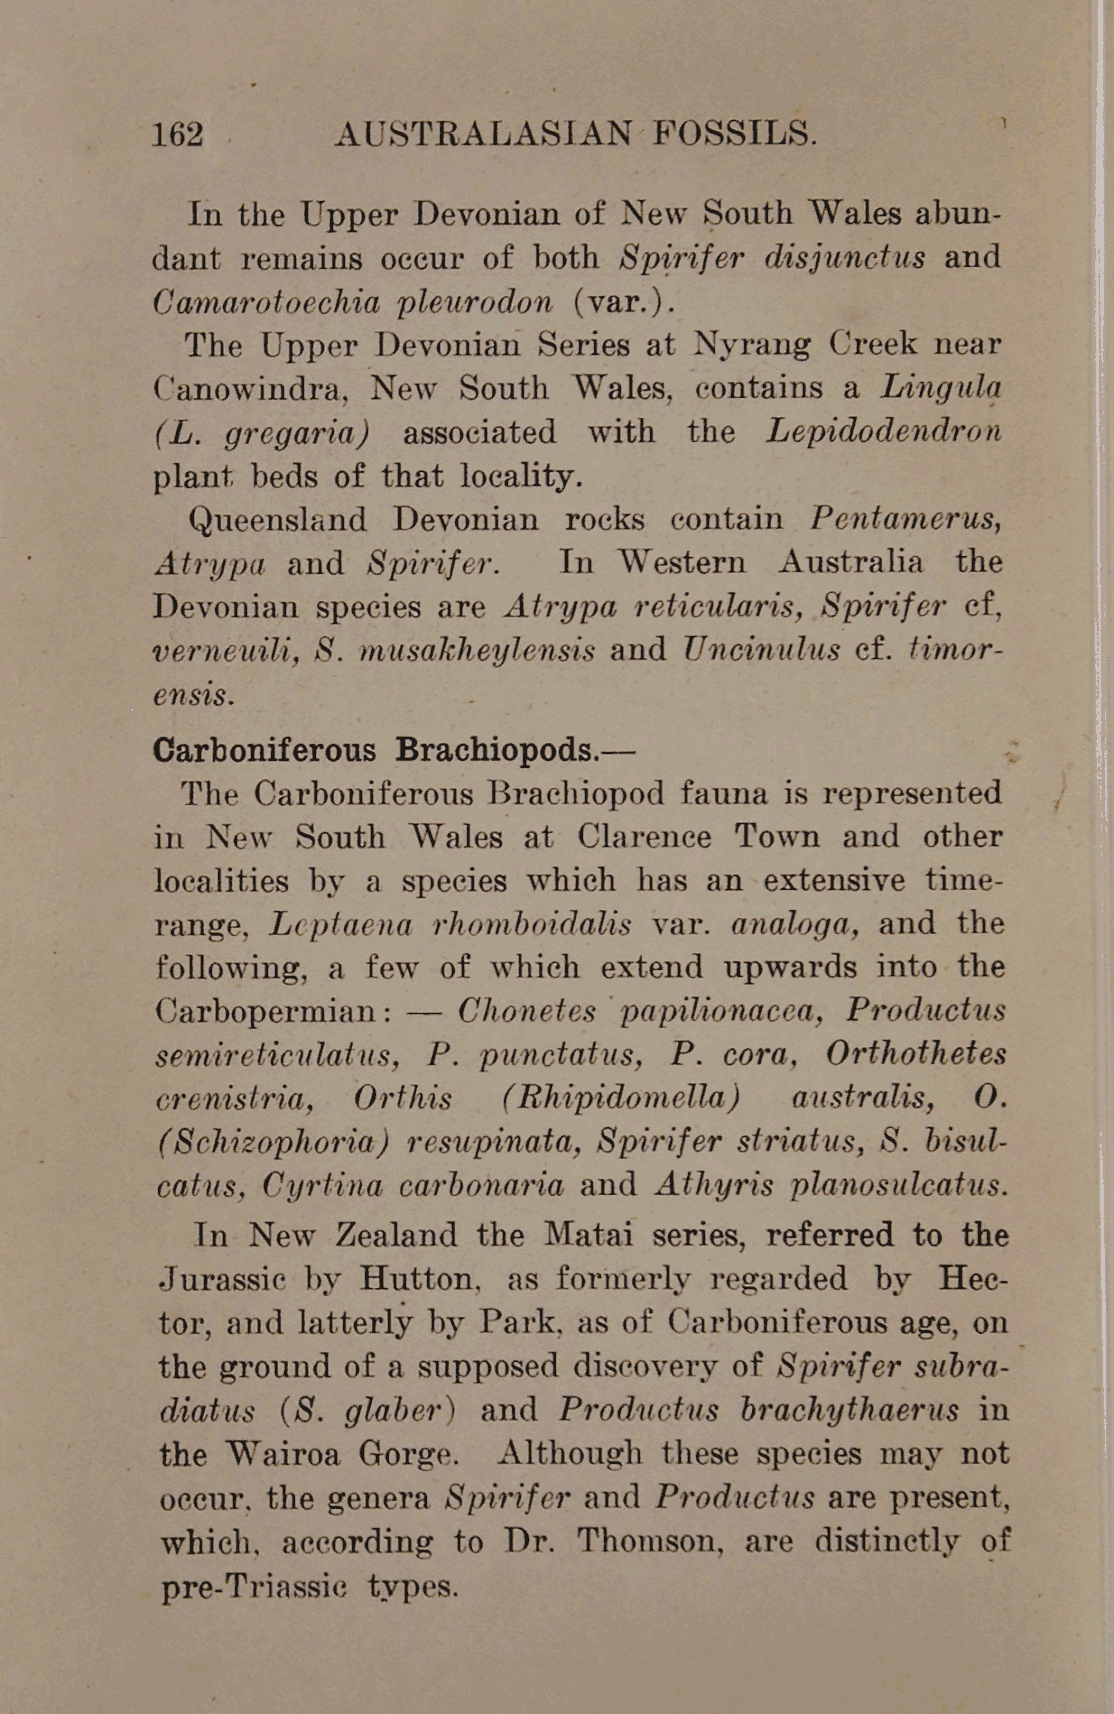 162 AUSTRALASIAN FOSSILS.
In the Upper Devonian of New South Wales abun-
dant remains occur of both Spirifer disjunctus and
Camarotoechia pleurodon (var.).
The Upper Devonian Series at Nyrang Creek near
Canowindra, New South Wales, contains a Lingula
(L. gregaria) associated with the Lepidodendron
plant beds of that locality.
Queensland Devonian rocks contain Pentamerus,
Atrypa and Spirifer. In Western Australia the
Devonian species are Atrypa reticularis, Spirifer cf,
verneuili, S. musakheylensis and Uncinulus cf. timor-
ensis.
Carboniferous Brachiopods.—
The Carboniferous Brachiopod fauna is represented
in New South Wales at Clarence Town and other
localities by a species which has an extensive time-
range, Leptaena rhomboidalis var. analoga, and the
following, a few of which extend upwards into the
Carbopermian: — Chonetes papilionacea, Productus
semireticulatus, P. punctatus, P. cora, Orthothetes
crenistria, Orthis (Rhipidomella) australis, O.
(Schizophoria) resupinata, Spirifer striatus, S. bisul-
catus, Cyrtina carbonaria and Athyris planosulcatus.
In New Zealand the Matai series, referred to the
Jurassic by Hutton, as formerly regarded by Hec-
tor, and latterly by Park, as of Carboniferous age, on
the ground of a supposed discovery of Spirifer subra-
diatus (S. glaber) and Productus brachythaerus in
the Wairoa Gorge. Although these species may not
occur, the genera Spirifer and Productus are present,
which, according to Dr. Thomson, are distinctly of
pre-Triassic types.